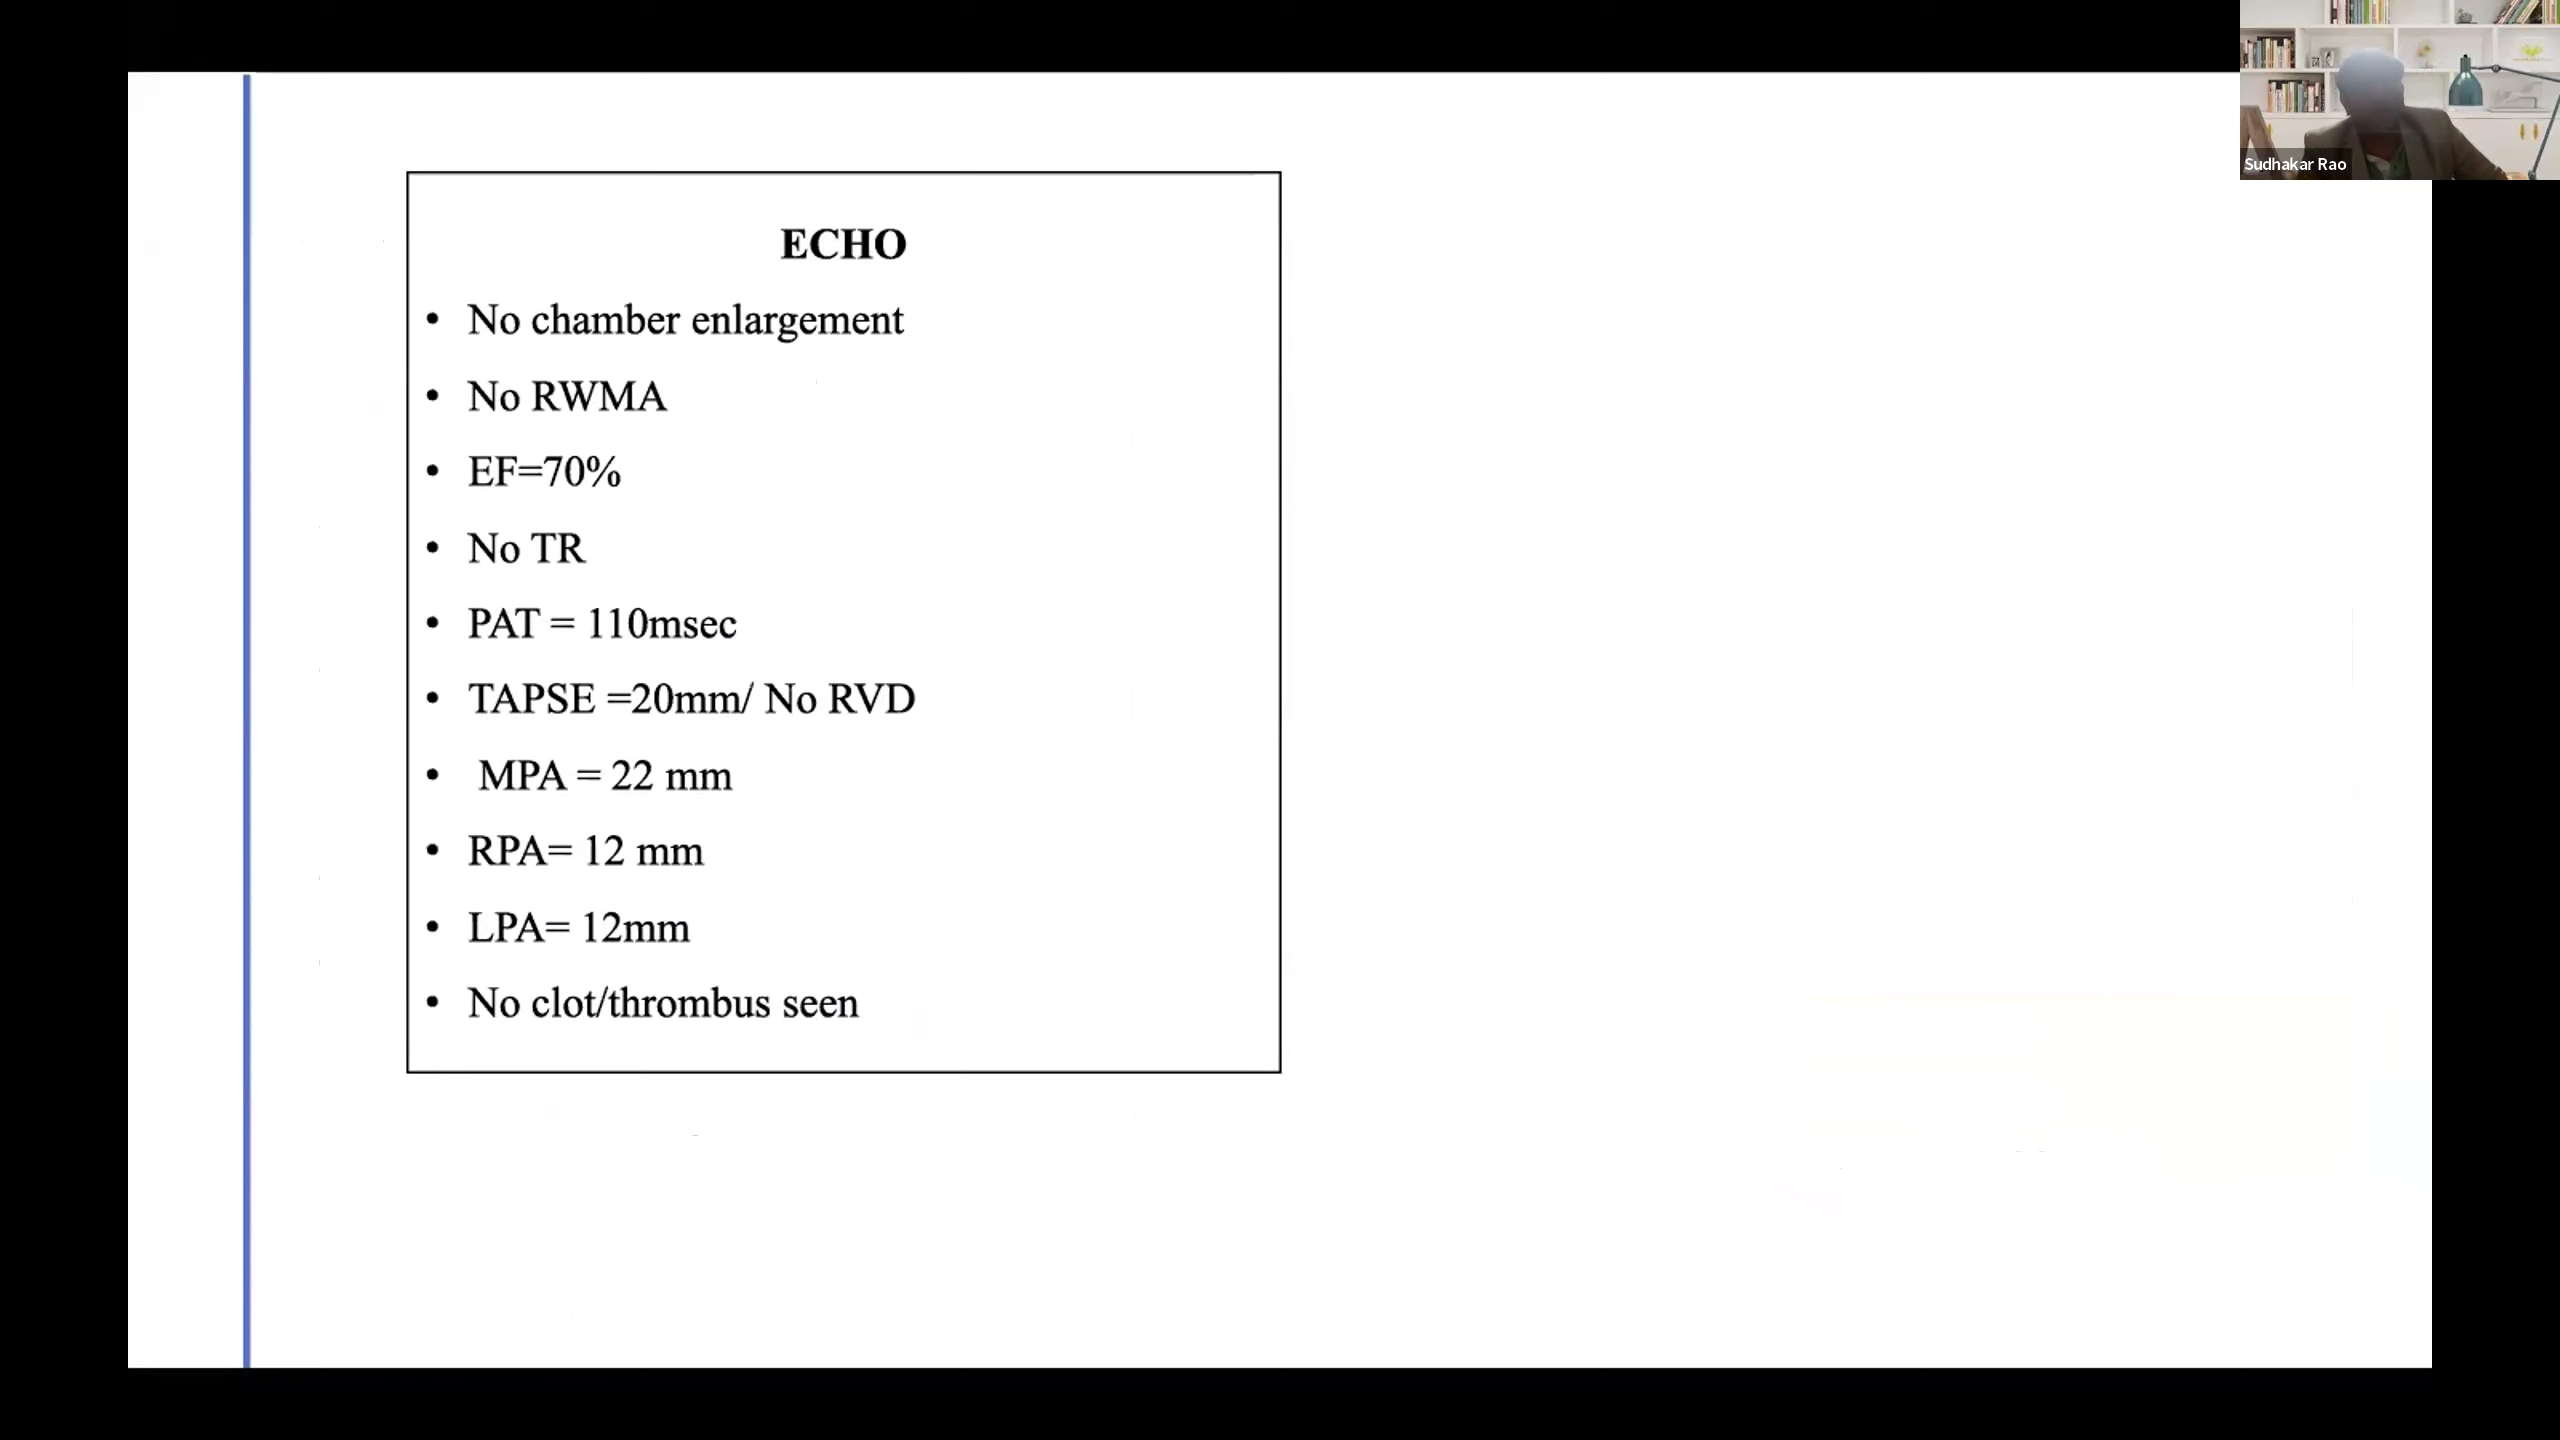 Sudhakar Rao
ECHO
• No chamber enlargement
• No RWMA
• EF=70%
• No TR
• PAT = 110msec
• TAPSE =20mm/ No RVD
• MPA = 22 mm
• RPA= 12 mm
• LPA= 12mm
• No clot/thrombus seen